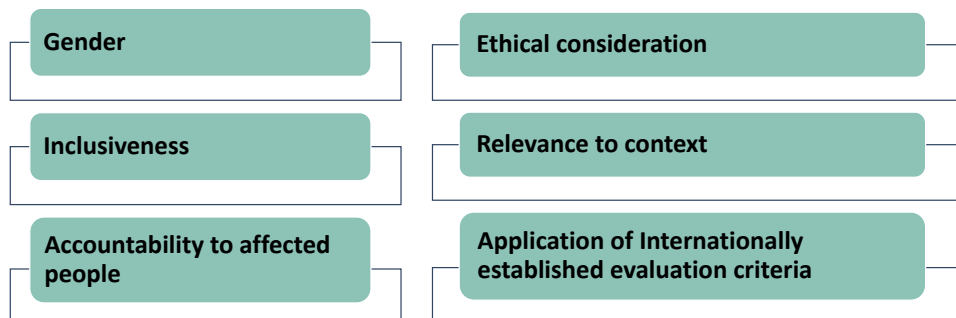 Gender
Ethical consideration
Inclusiveness
Relevance to context
Accountability to affected
people
Application of Internationally
established evaluation criteria